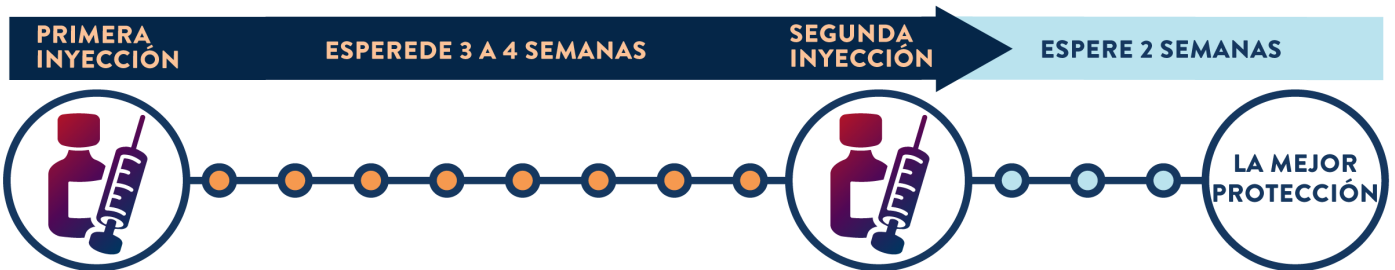 PRIMERA
INYECCIÓN
ESPEREDE 3 A 4 SEMANAS
SEGUNDA
INYECCIÓN
ESPERE 2 SEMANAS
LA MEJOR
PROTECCIÓN